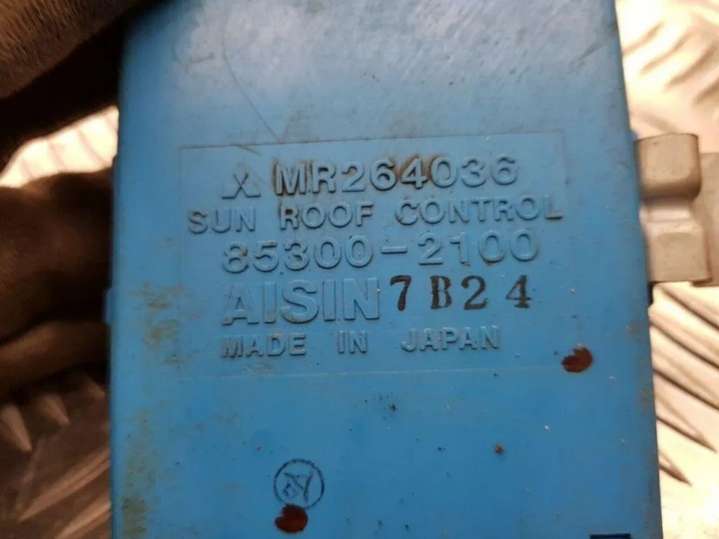 MR264036
SUN ROOF CONTROL
85300-2100
AISIN 7B24
MADE IN JAPAN